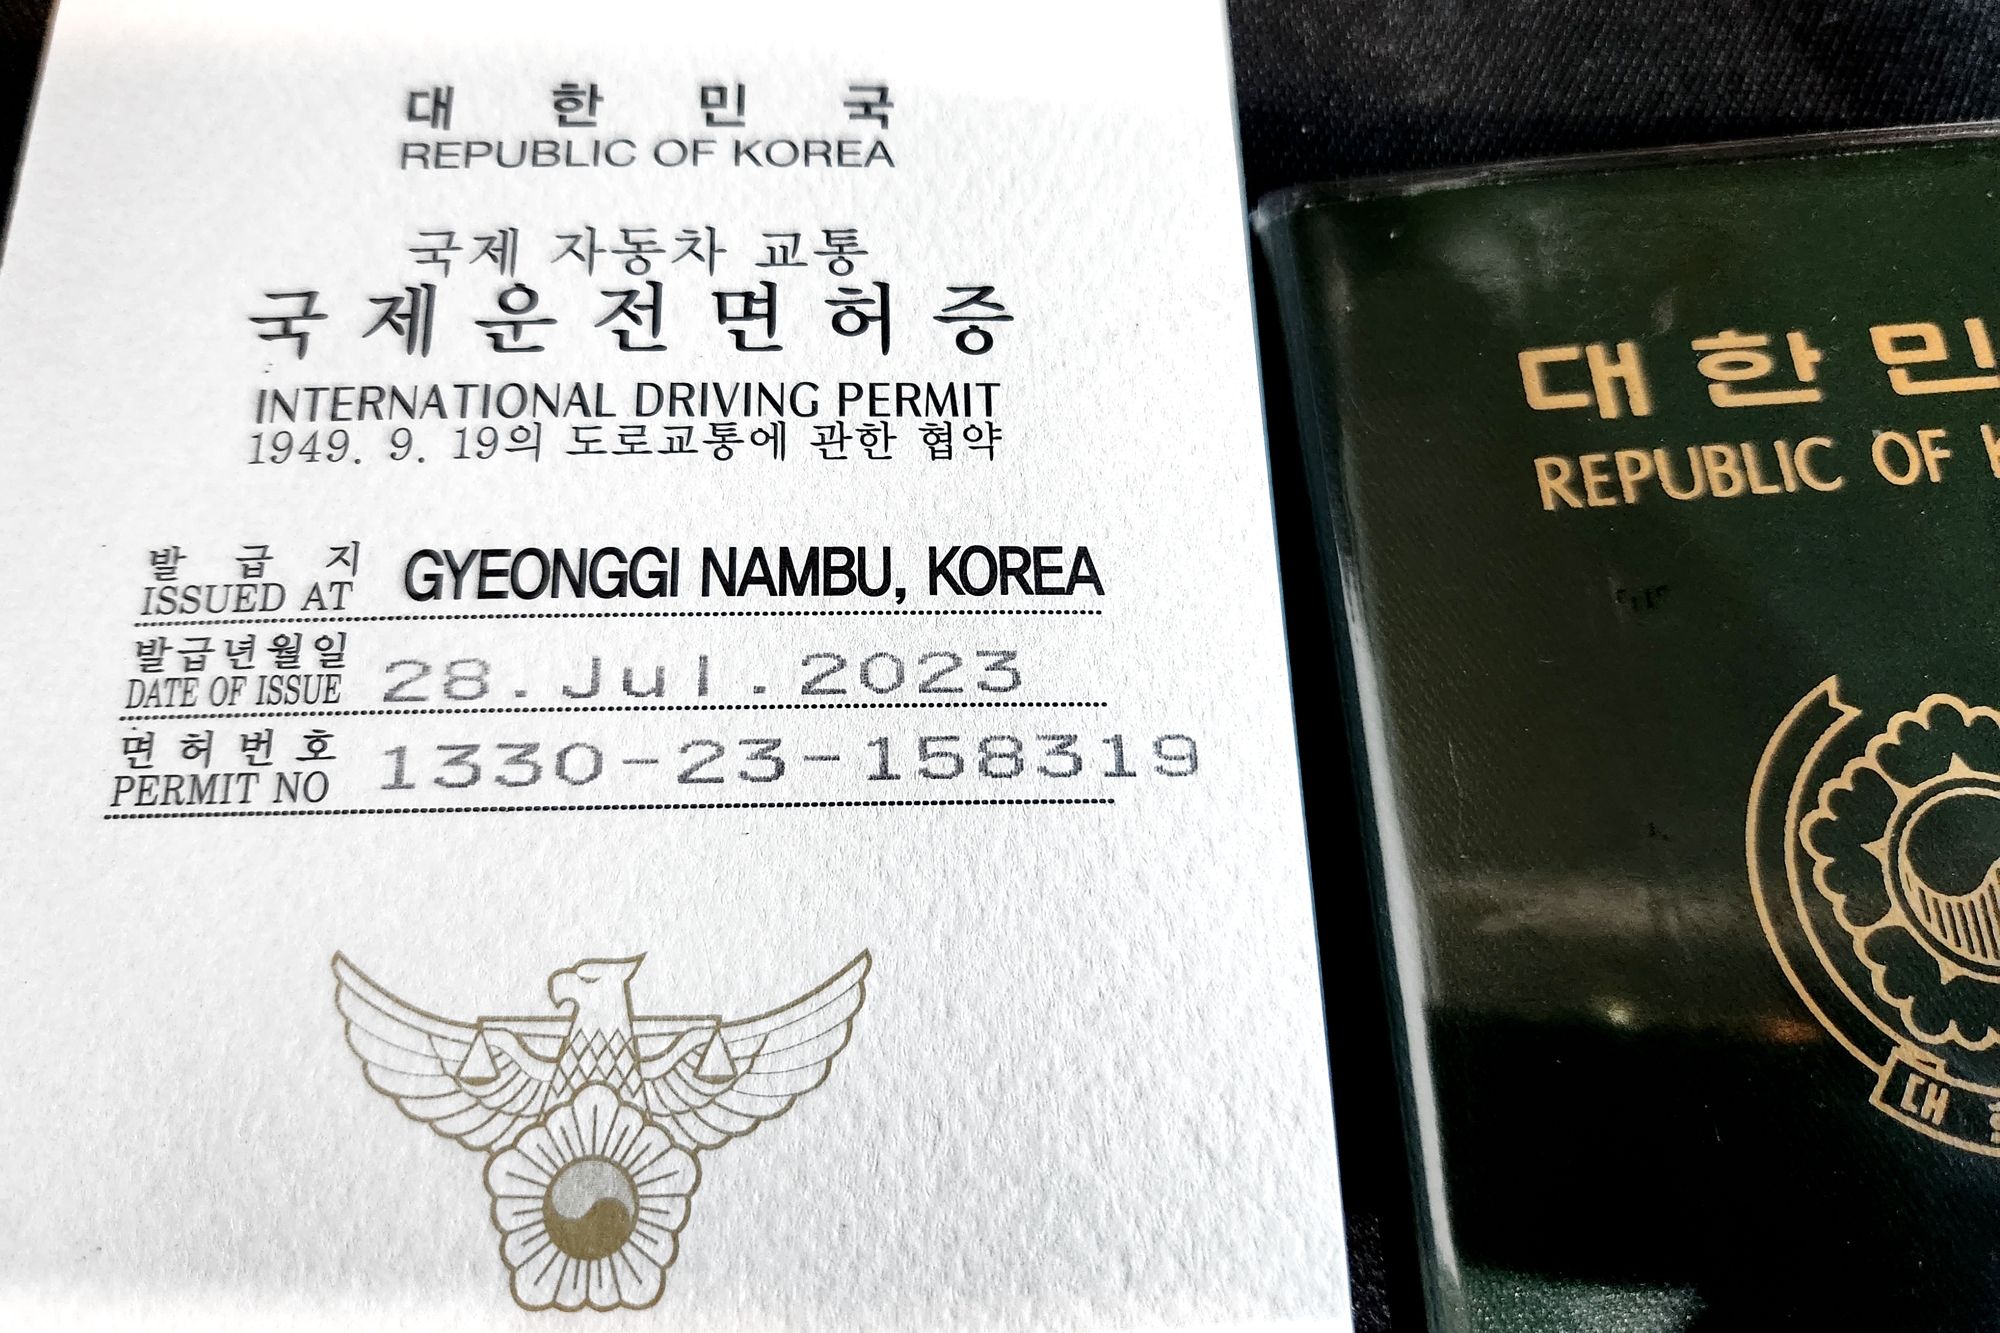 대 한 민 국
REPUBLIC OF KOREA
국제 자동차 교통
국제운전면허증
INTERNATIONAL DRIVING PERMIT
1949. 9. 19의 도로교통에 관한 협약
발 급 지
ISSUED AT
GYEONGGI NAMBU, KOREA
발급년월일
DATE OF ISSUE
28.Jul.2023
면허번호
PERMIT NO
1330-23-158319
대한민
REPUBLIC OF
대